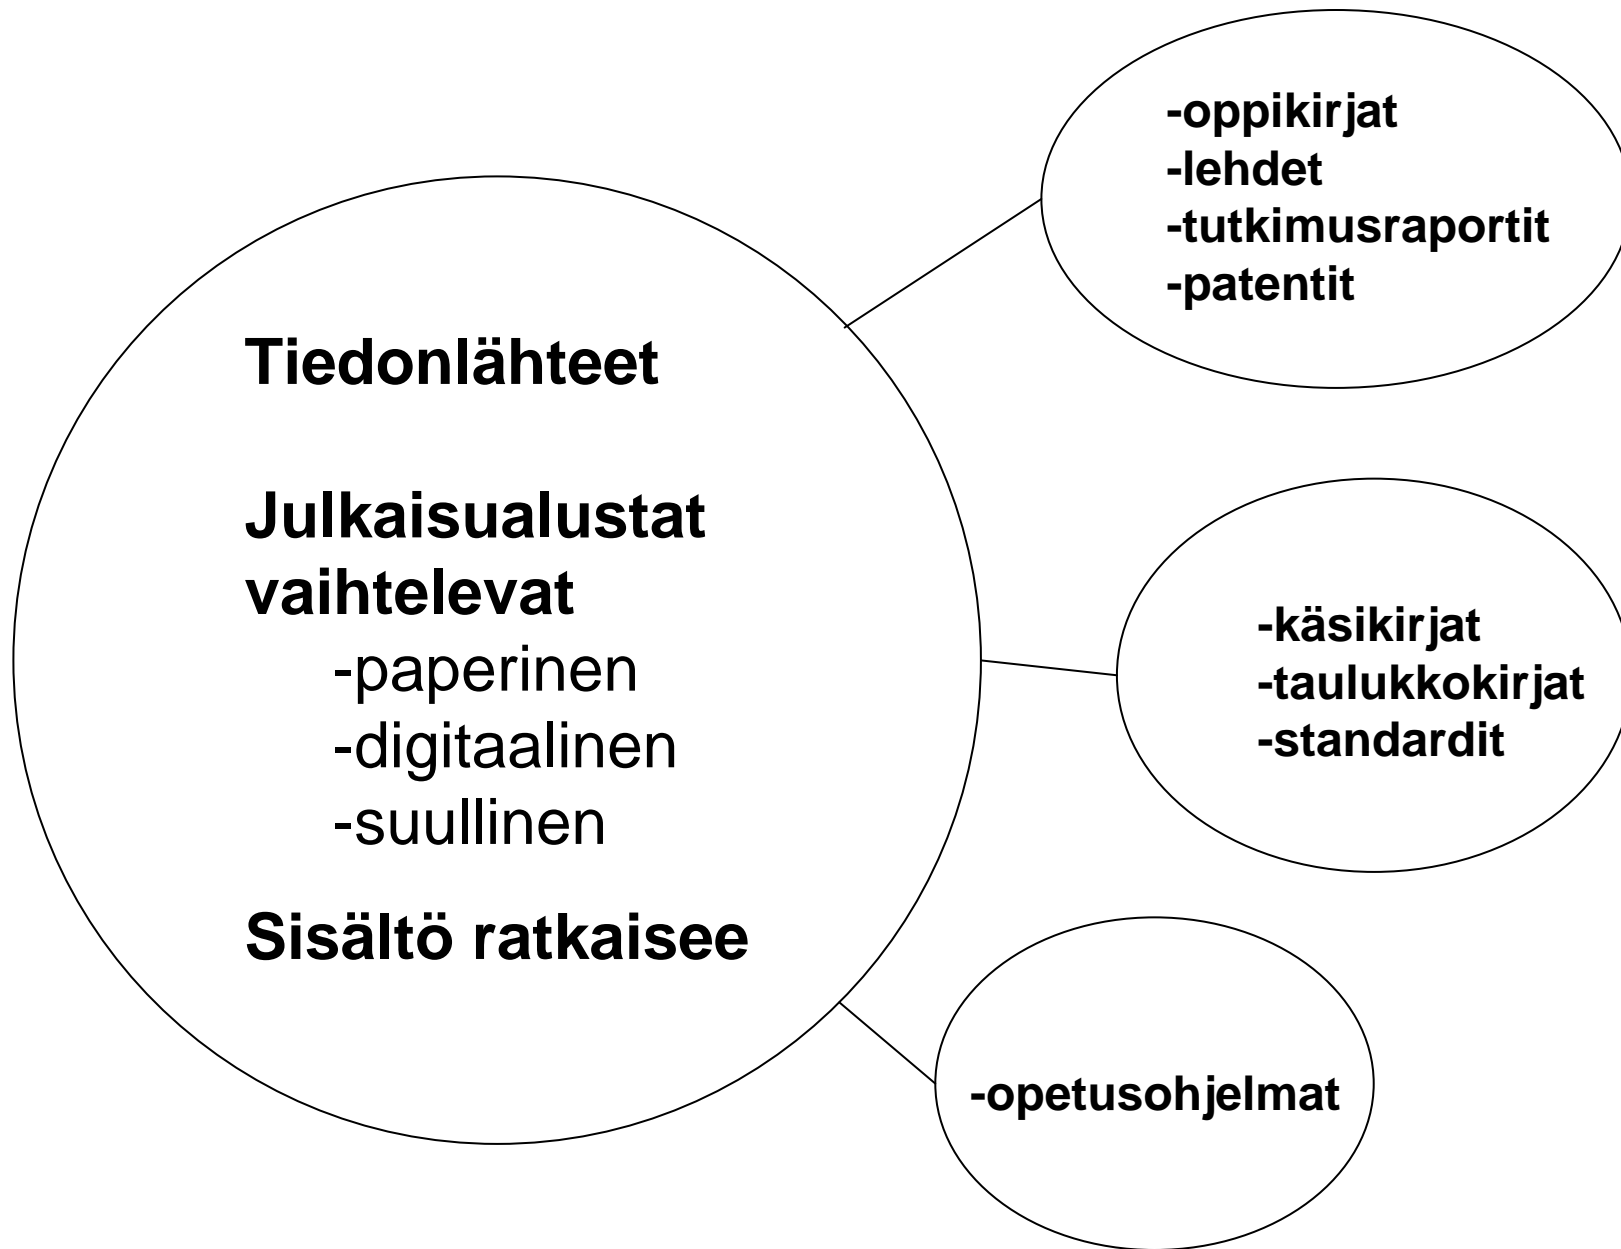 Tiedonlähteet
Julkaisualustat
vaihtelevat
-paperinen
-digitaalinen
-suullinen
Sisältö ratkaisee
-oppikirjat
-lehdet
-tutkimusraportit
-patentit
-käsikirjat
-taulukkokirjat
-standardit
-opetusohjelmat